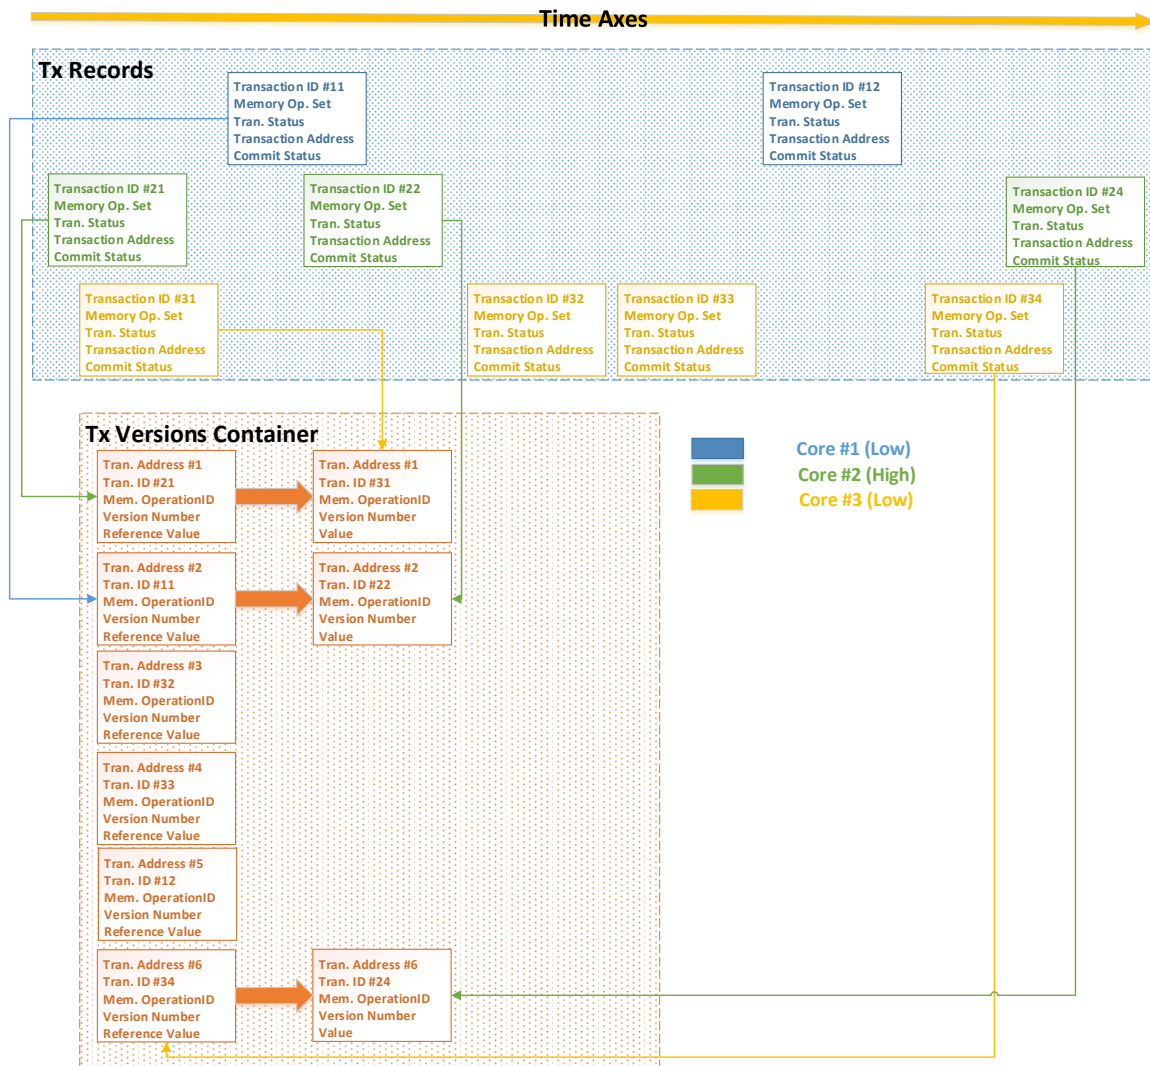 Time Axes
Tx Records
Transaction ID #11
Memory Op. Set
Tran. Status
Transaction Address
Commit Status
Transaction ID #12
Memory Op. Set
Tran. Status
Transaction Address
Commit Status
Transaction ID #21
Memory Op. Set
Tran. Status
Transaction Address
Commit Status
Transaction ID #22
Memory Op. Set
Tran. Status
Transaction Address
Commit Status
Transaction ID #24
Memory Op. Set
Tran. Status
Transaction Address
Commit Status
Transaction ID #31
Memory Op. Set
Tran. Status
Transaction Address
Commit Status
Transaction ID #32
Memory Op. Set
Tran. Status
Transaction Address
Commit Status
Transaction ID #33
Memory Op. Set
Tran. Status
Transaction Address
Commit Status
Transaction ID #34
Memory Op. Set
Tran. Status
Transaction Address
Commit Status
Tx Versions Container
Tran. Address #1
Tran. ID #21
Mem. OperationID
Version Number
Reference Value
Tran. Address #1
Tran. ID #31
Mem. OperationID
Version Number
Value
Tran. Address #2
Tran. ID #11
Mem. OperationID
Version Number
Reference Value
Tran. Address #2
Tran. ID #22
Mem. OperationID
Version Number
Value
Tran. Address #3
Tran. ID #32
Mem. OperationID
Version Number
Reference Value
Tran. Address #4
Tran. ID #33
Mem. OperationID
Version Number
Reference Value
Tran. Address #5
Tran. ID #12
Mem. OperationID
Version Number
Reference Value
Tran. Address #6
Tran. ID #34
Mem. OperationID
Version Number
Reference Value
Tran. Address #6
Tran. ID #24
Mem. OperationID
Version Number
Value
Core #1 (Low)
Core #2 (High)
Core #3 (Low)